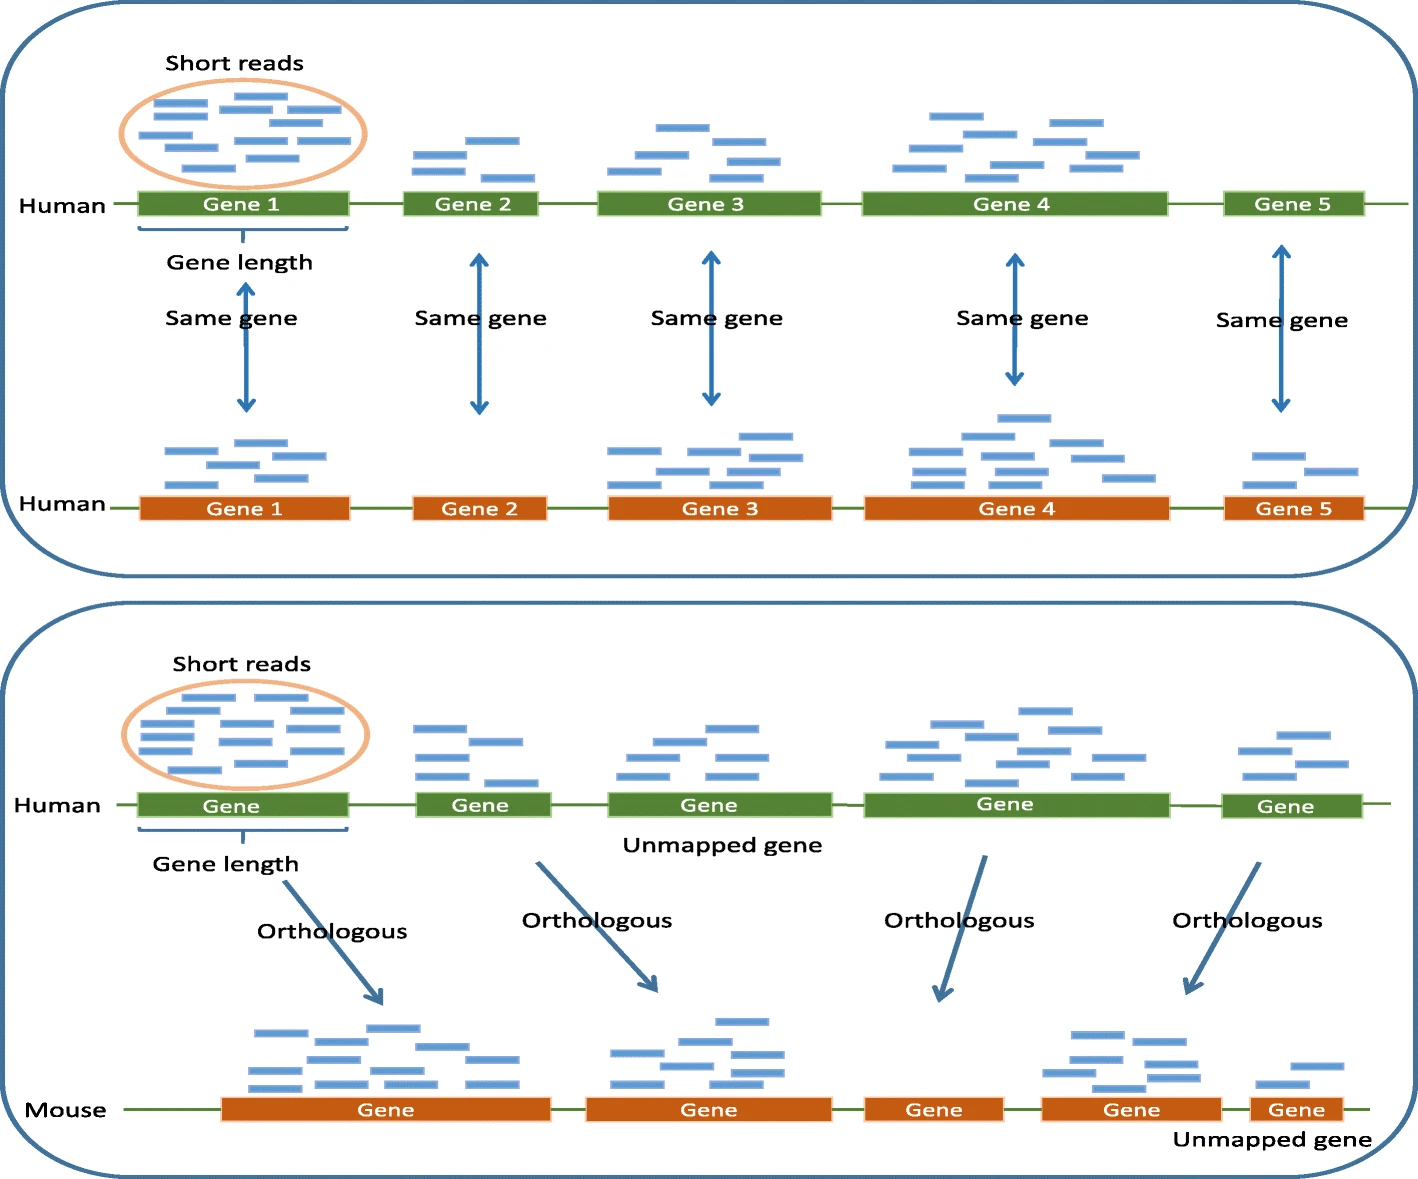 Short reads
Human Gene 1 Gene 2 Gene 3 Gene 4 Gene 5
Gene length
Same gene Same gene Same gene Same gene Same gene
Human Gene 1 Gene 2 Gene 3 Gene 4 Gene 5
Short reads
Human Gene Gene Gene Gene Gene
Unmapped gene
Gene length
Orthologous Orthologous Orthologous Orthologous
Mouse Gene Gene Gene Gene Gene
Unmapped gene